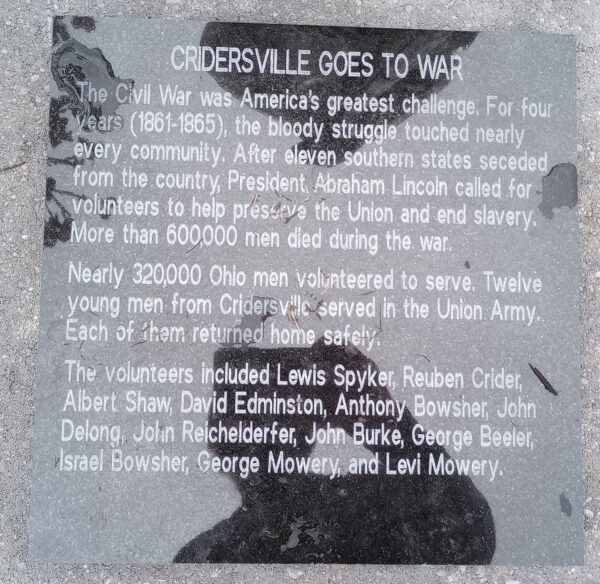 CRIDERSVILLE GOES TO WAR
The Civil War was America's greatest challenge. For four
years (1861-1865), the bloody struggle touched nearly
every community. After eleven southern states seceded
from the country, President Abraham Lincoln called for
volunteers to help preserve the Union and end slavery.
More than 600,000 men died during the war.
Nearly 320,000 Ohio men volunteered to serve. Twelve
young men from Cridersville served in the Union Army.
Each of them returned home safely.
The volunteers included Lewis Spyker, Reuben Crider,
Albert Shaw, David Edminston, Anthony Bowsher, John
Delong, John Reichelderfer, John Burke, George Beeler,
Israel Bowsher, George Mowery, and Levi Mowery.